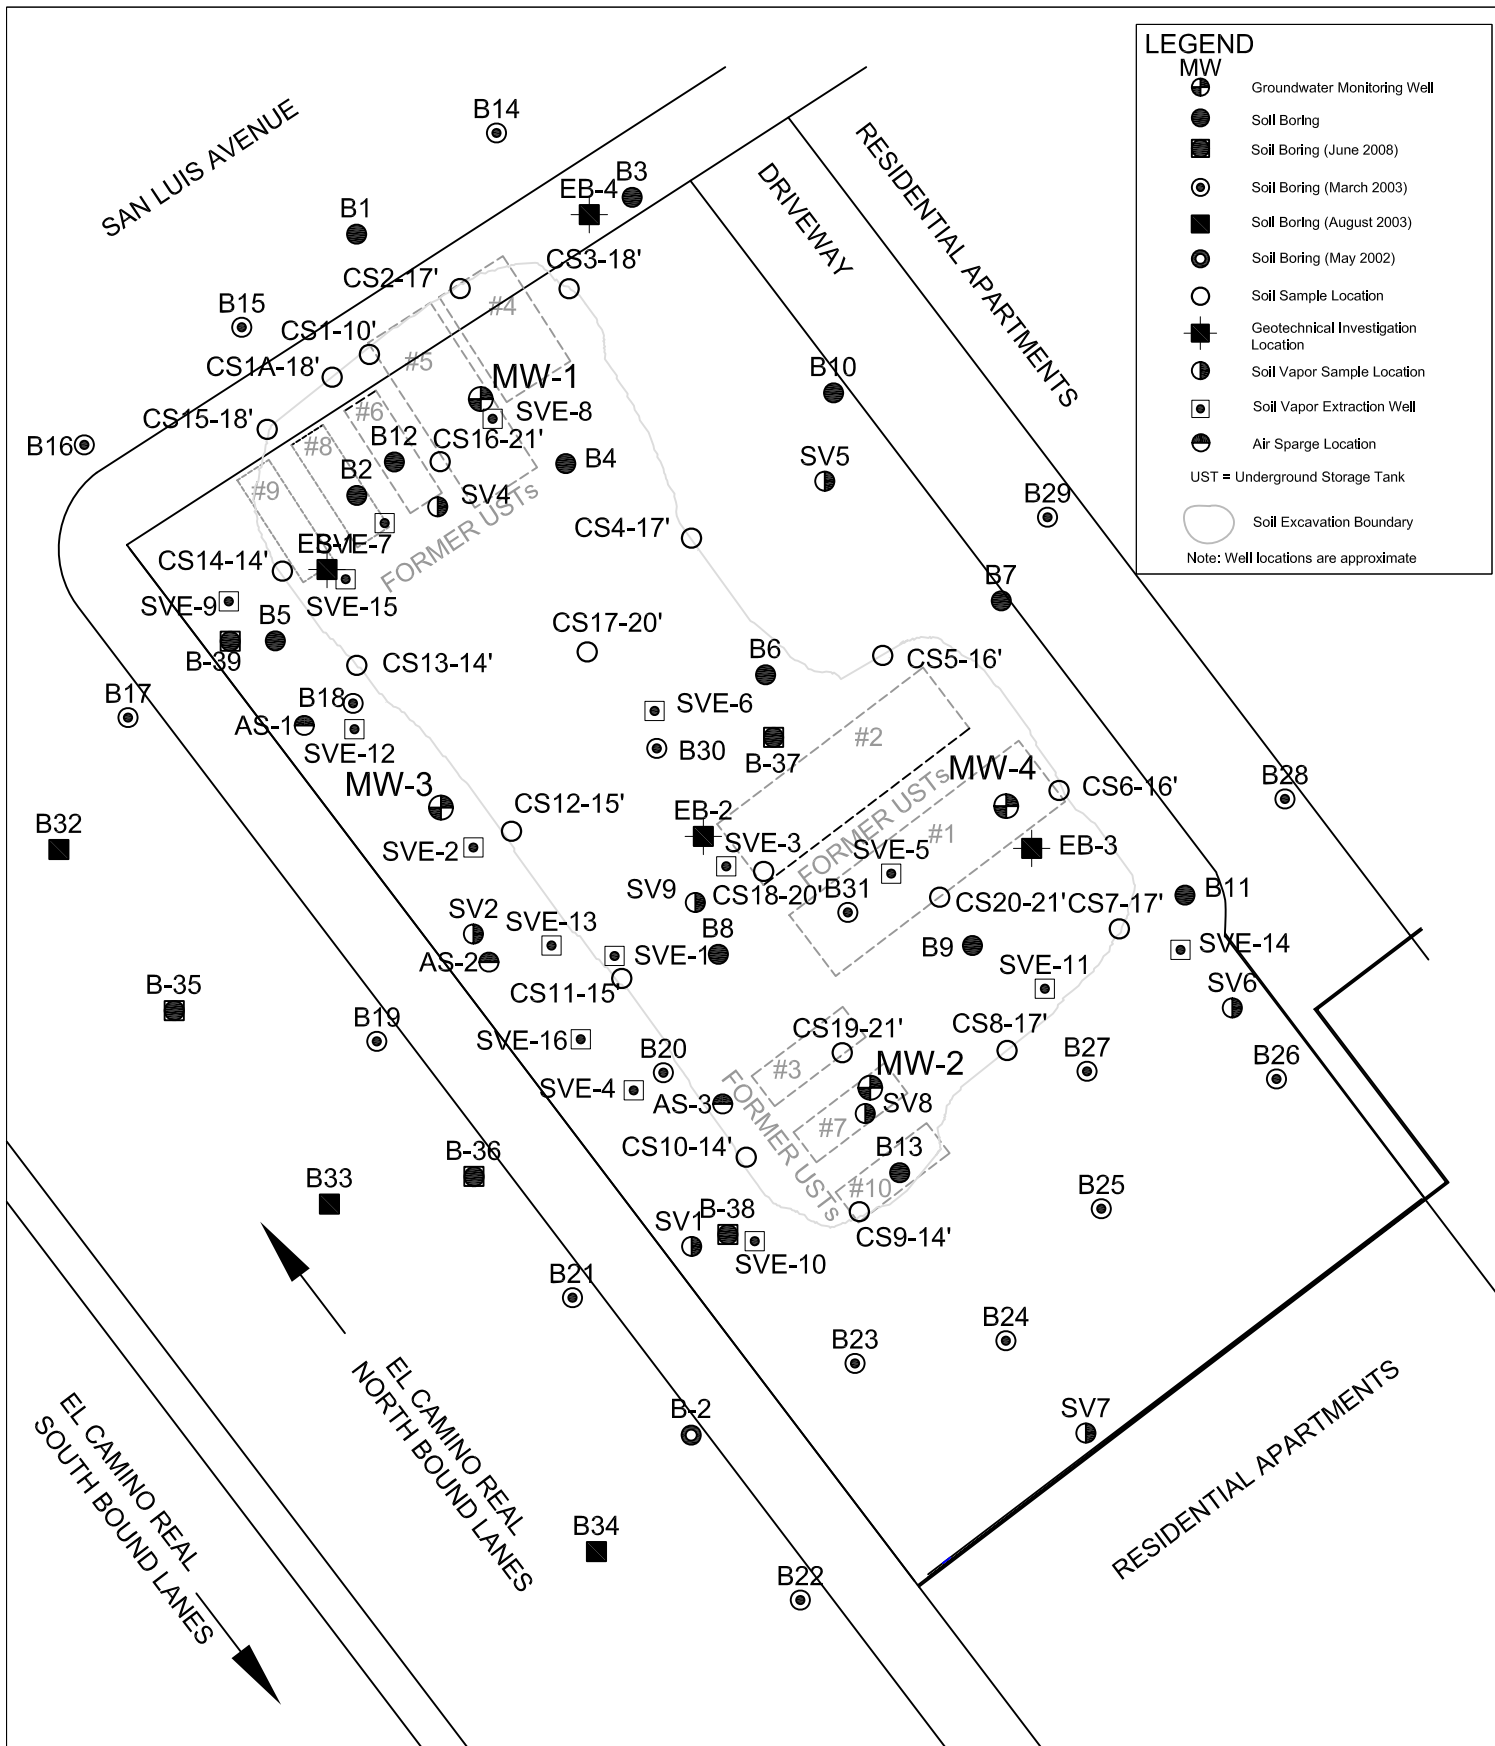 LEGEND
MW
Groundwater Monitoring Well
Soil Boring
Soil Boring (June 2008)
Soil Boring (March 2003)
Soil Boring (August 2003)
Soil Boring (May 2002)
Soil Sample Location
Geotechnical Investigation
Location
Soil Vapor Sample Location
Soil Vapor Extraction Well
Air Sparge Location
UST = Underground Storage Tank
Soil Excavation Boundary
Note: Well locations are approximate
SAN LUIS AVENUE
RESIDENTIAL APARTMENTS
DRIVEWAY
B14
B3
EB-4
B1
CS2-17'
CS3-18'
#4
B15
CS1-10'
#5
CS1A-18'
B10
MW-1
SVE-8
#6
CS15-18'
B16
#8
B12
CS16-21'
B4
B2
#9
SV4
SV5
B29
FORMER USTs
CS4-17'
EB-1
SVE-7
CS14-14'
SVE-15
SVE-9
B5
B-39
B7
CS17-20'
CS13-14'
B6
CS5-16'
B17
B18
AS-1
SVE-12
SVE-6
B30
B-37
#2
MW-3
MW-4
CS6-16'
B28
CS12-15'
B32
SVE-2
EB-2
SVE-3
FORMER USTs
#1
SVE-5
EB-3
SV9
CS18-20'
B31
CS20-21'
CS7-17'
B11
SV2
SVE-13
AS-2
B8
SVE-1
B9
SVE-14
CS11-15'
SVE-11
SV6
B-35
B19
SVE-16
CS19-21'
CS8-17'
B20
#3
MW-2
B27
B26
SVE-4
AS-3
SV8
#7
FORMER USTs
CS10-14'
B-36
B13
B33
#10
B25
SV1
B-38
CS9-14'
SVE-10
B21
B24
B23
EL CAMINO REAL
NORTH BOUND LANES
EL CAMINO REAL
SOUTH BOUND LANES
B-2
SV7
RESIDENTIAL APARTMENTS
B34
B22